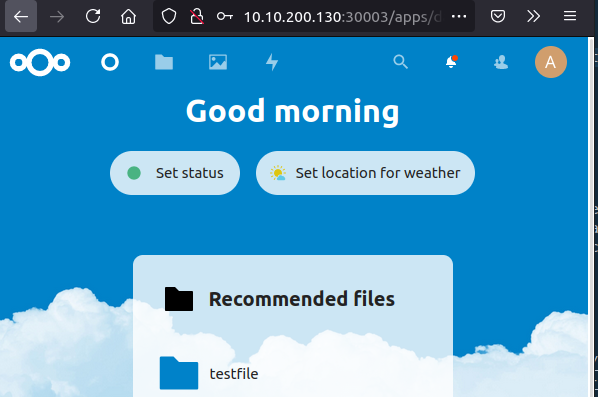 10.10.200.130:30003/apps/d
A
Good morning
Set status
Set location for weather
Recommended files
testfile